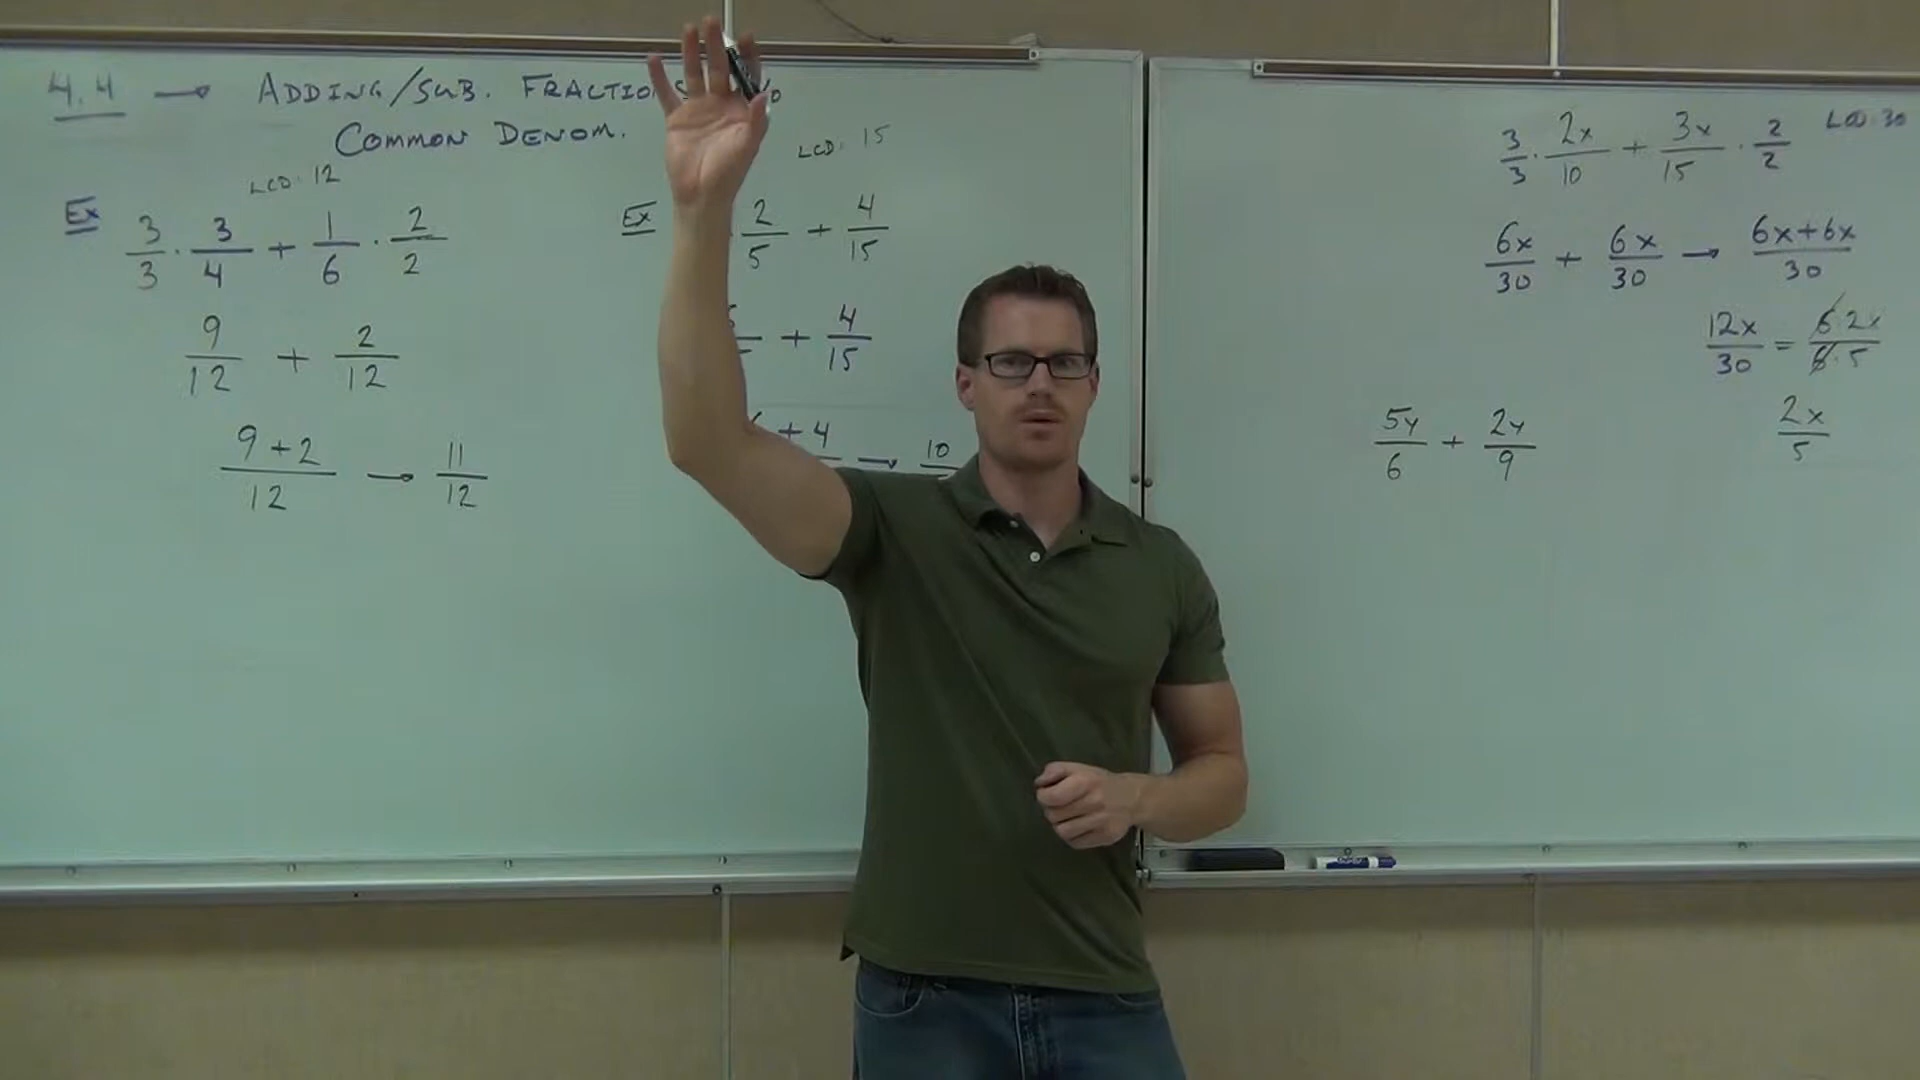 4.4 → ADDING/SUB. FRACTIONS
COMMON DENOM.
LCD: 12
Ex 3/3 · 3/4 + 1/6 · 2/2
9/12 + 2/12
9+2/12 → 11/12
LCD: 15
Ex 2/5 + 4/15
+ 4/15
+ 4 → 10
3/3 · 2x/10 + 3x/15 · 2/2 LCD: 30
6x/30 + 6x/30 → 6x+6x/30
12x/30 = 6·2x/6·5
2x/5
5y/6 + 2y/9